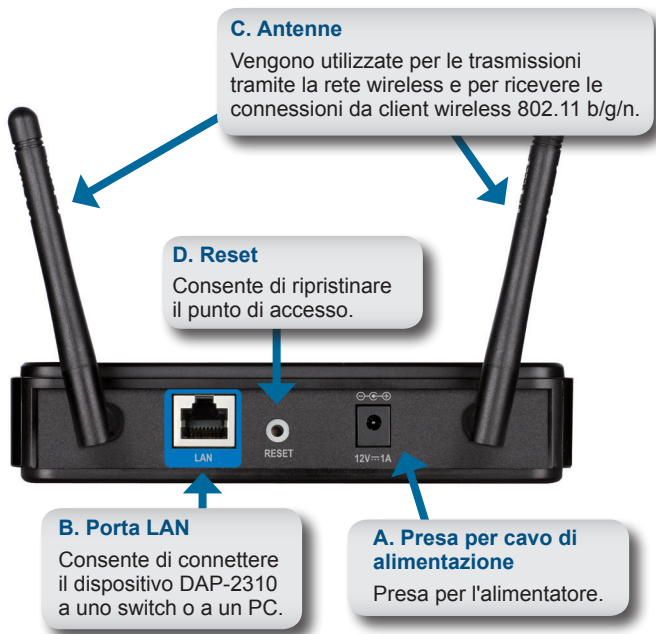 C. Antenne
Vengono utilizzate per le trasmissioni
tramite la rete wireless e per ricevere le
connessioni da client wireless 802.11 b/g/n.
D. Reset
Consente di ripristinare
il punto di accesso.
LAN
RESET
12V⎓1A
B. Porta LAN
Consente di connettere
il dispositivo DAP-2310
a uno switch o a un PC.
A. Presa per cavo di
alimentazione
Presa per l'alimentatore.